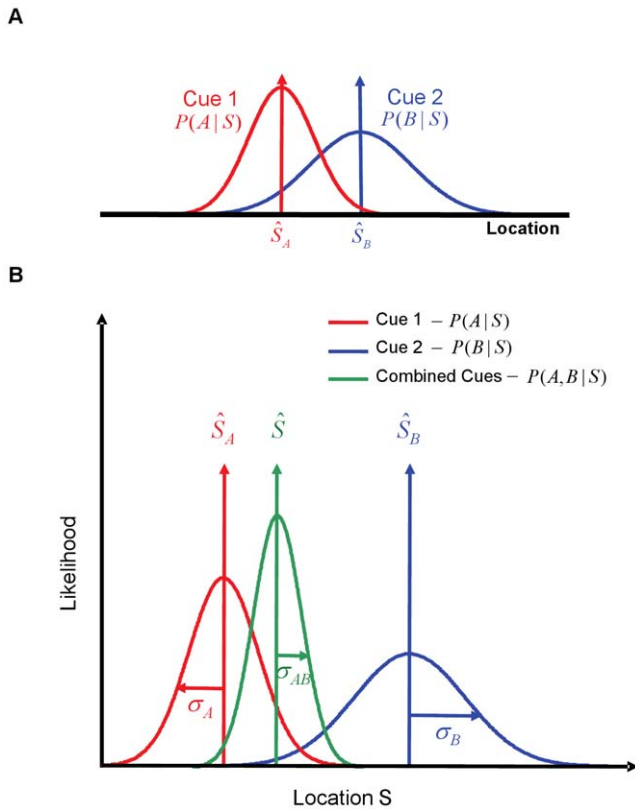 A
Cue 1
P(A|S)
Cue 2
P(B|S)
Ŝ_A
Ŝ_B
Location
B
Cue 1 – P(A|S)
Cue 2 – P(B|S)
Combined Cues – P(A,B|S)
Ŝ_A
Ŝ
Ŝ_B
Likelihood
σ_A
σ_AB
σ_B
Location S